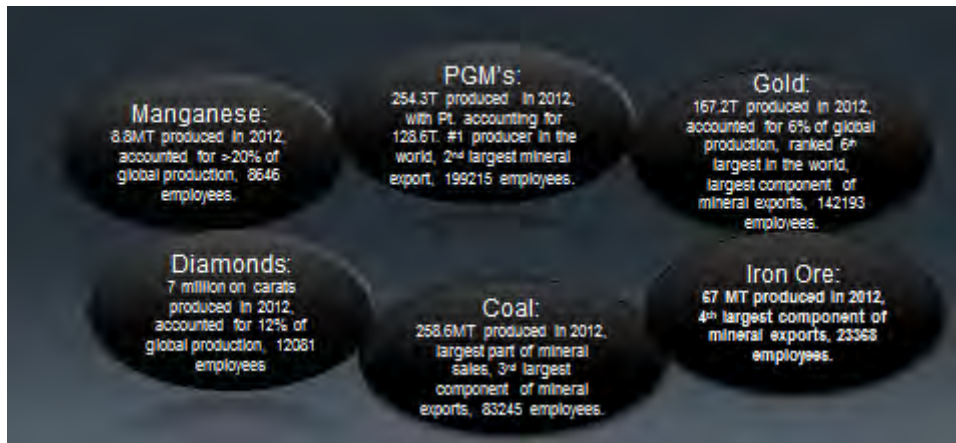 Manganese:
8.8MT produced in 2012,
accounted for >20% of
global production, 8646
employees.
PGM's:
254.3T produced in 2012,
with Pt. accounting for
128.6T. #1 producer in the
world, 2nd largest mineral
export, 199215 employees.
Gold:
167.2T produced in 2012,
accounted for 6% of global
production, ranked 6th
largest in the world,
largest component of
mineral exports, 142193
employees.
Diamonds:
7 million on carats
produced in 2012,
accounted for 12% of
global production, 12081
employees
Coal:
258.6MT produced in 2012,
largest part of mineral
sales, 3rd largest
component of mineral
exports, 83245 employees.
Iron Ore:
67 MT produced in 2012,
4th largest component of
mineral exports, 23368
employees.